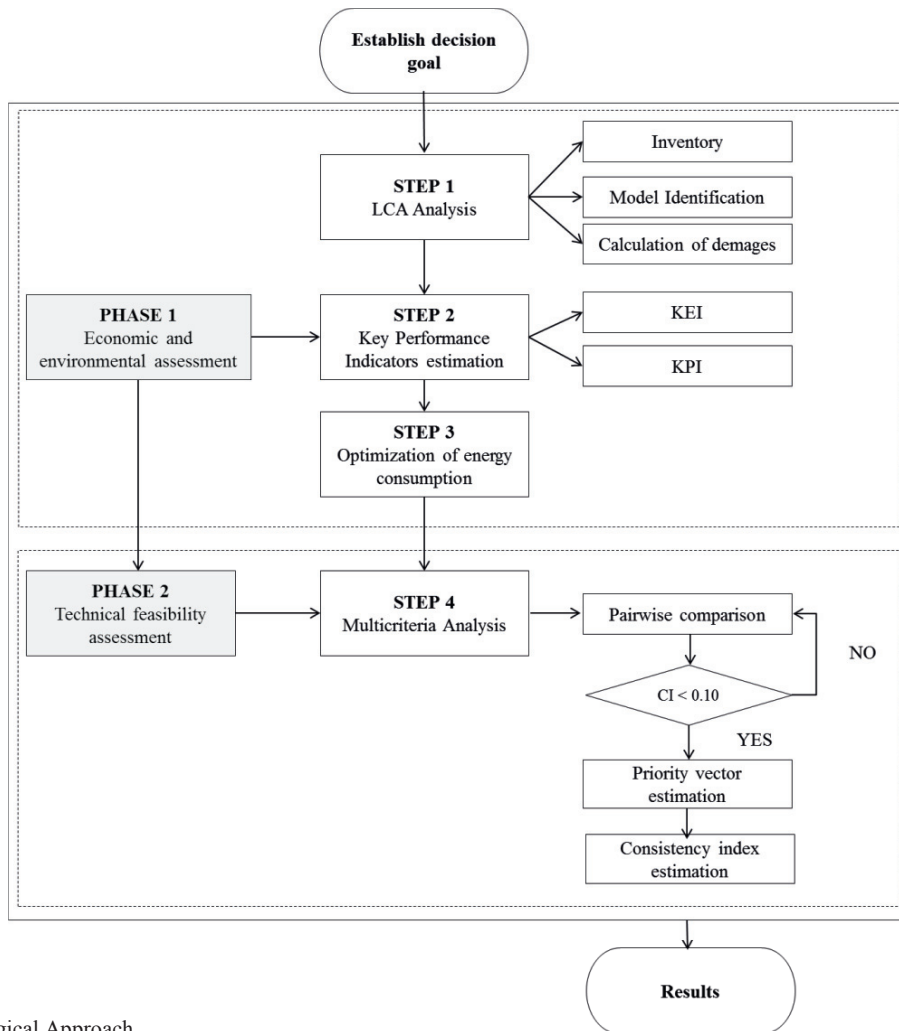 Establish decision
goal
STEP 1
LCA Analysis
Inventory
Model Identification
Calculation of demages
PHASE 1
Economic and
environmental assessment
STEP 2
Key Performance
Indicators estimation
KEI
KPI
STEP 3
Optimization of energy
consumption
PHASE 2
Technical feasibility
assessment
STEP 4
Multicriteria Analysis
Pairwise comparison
NO
CI < 0.10
YES
Priority vector
estimation
Consistency index
estimation
Results
Approach